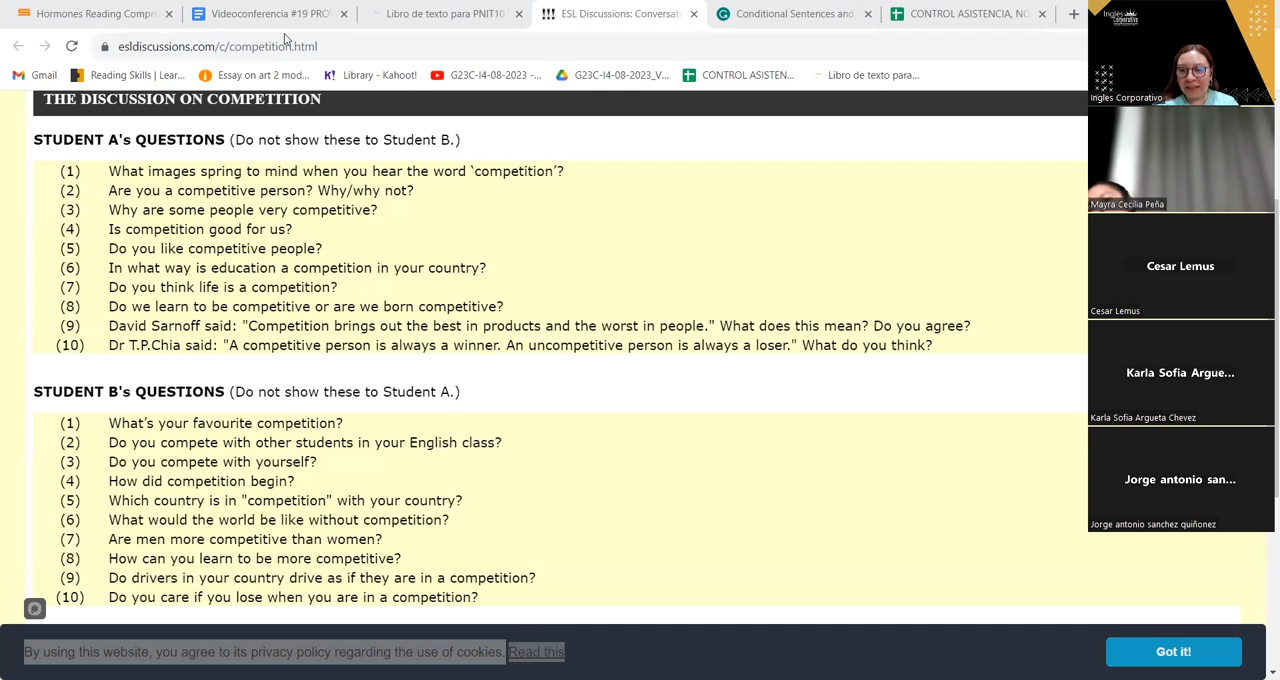 Hormones Reading Compre
Videoconferencia #19 PRO
Libro de texto para PNIT10
ESL Discussions: Conversat
Conditional Sentences and
CONTROL ASISTENCIA, NO
esldiscussions.com/c/competition.html
Gmail
Reading Skills | Lear...
Essay on art 2 mod...
Library - Kahoot!
G23C-I4-08-2023 -...
G23C-I4-08-2023_V...
CONTROL ASISTEN...
Libro de texto para...
THE DISCUSSION ON COMPETITION
STUDENT A's QUESTIONS (Do not show these to Student B.)
(1) What images spring to mind when you hear the word ‘competition’?
(2) Are you a competitive person? Why/why not?
(3) Why are some people very competitive?
(4) Is competition good for us?
(5) Do you like competitive people?
(6) In what way is education a competition in your country?
(7) Do you think life is a competition?
(8) Do we learn to be competitive or are we born competitive?
(9) David Sarnoff said: "Competition brings out the best in products and the worst in people." What does this mean? Do you agree?
(10) Dr T.P.Chia said: "A competitive person is always a winner. An uncompetitive person is always a loser." What do you think?
STUDENT B's QUESTIONS (Do not show these to Student A.)
(1) What’s your favourite competition?
(2) Do you compete with other students in your English class?
(3) Do you compete with yourself?
(4) How did competition begin?
(5) Which country is in "competition" with your country?
(6) What would the world be like without competition?
(7) Are men more competitive than women?
(8) How can you learn to be more competitive?
(9) Do drivers in your country drive as if they are in a competition?
(10) Do you care if you lose when you are in a competition?
By using this website, you agree to its privacy policy regarding the use of cookies. Read this
Got it!
Inglés
Corporativo
Ingles Corporativo
Mayra Cecilia Peña
Cesar Lemus
Cesar Lemus
Karla Sofia Argue...
Karla Sofia Argueta Chevez
Jorge antonio san...
Jorge antonio sanchez quiñonez